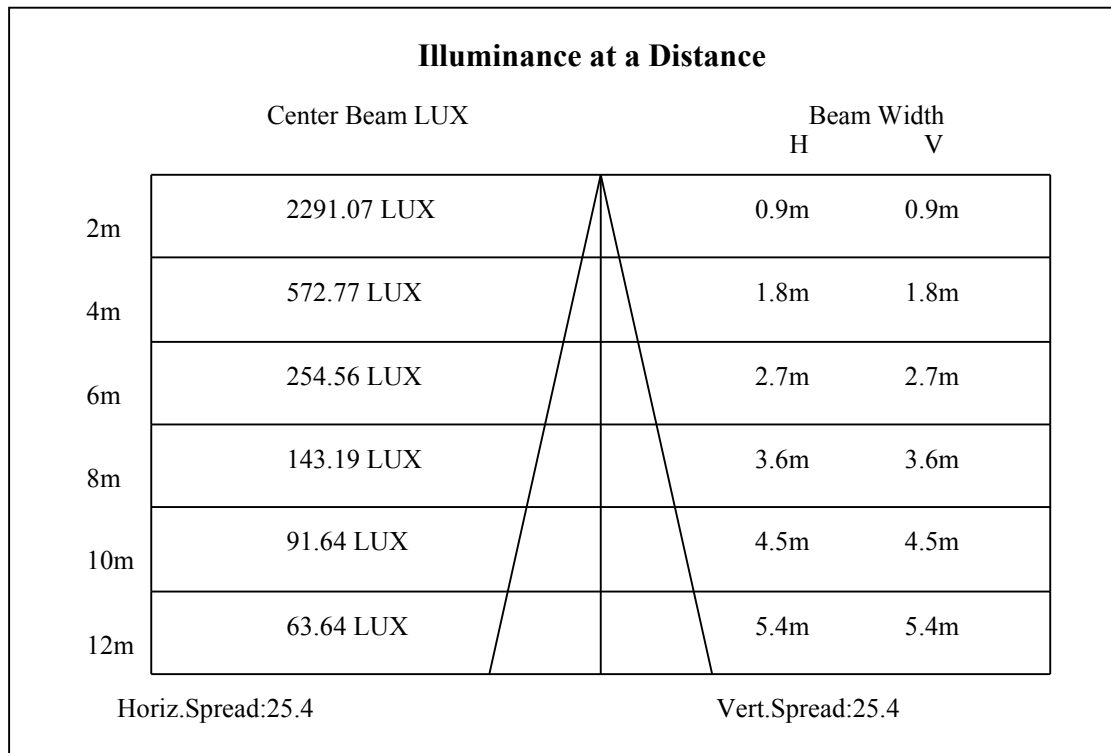 Illuminance at a Distance
Center Beam LUX Beam Width
H V
2m 2291.07 LUX 0.9m 0.9m
4m 572.77 LUX 1.8m 1.8m
6m 254.56 LUX 2.7m 2.7m
8m 143.19 LUX 3.6m 3.6m
10m 91.64 LUX 4.5m 4.5m
12m 63.64 LUX 5.4m 5.4m
Horiz.Spread:25.4 Vert.Spread:25.4